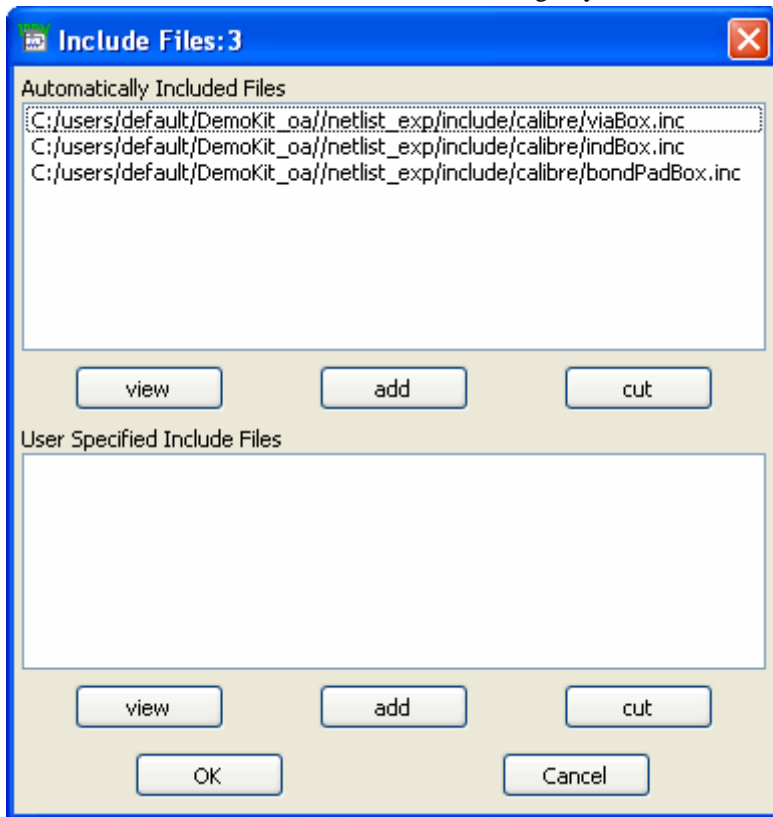 Include Files:3
Automatically Included Files
C:/users/default/DemoKit_oa//netlist_exp/include/calibre/viaBox.inc
C:/users/default/DemoKit_oa//netlist_exp/include/calibre/indBox.inc
C:/users/default/DemoKit_oa//netlist_exp/include/calibre/bondPadBox.inc
view add cut
User Specified Include Files
view add cut
OK Cancel